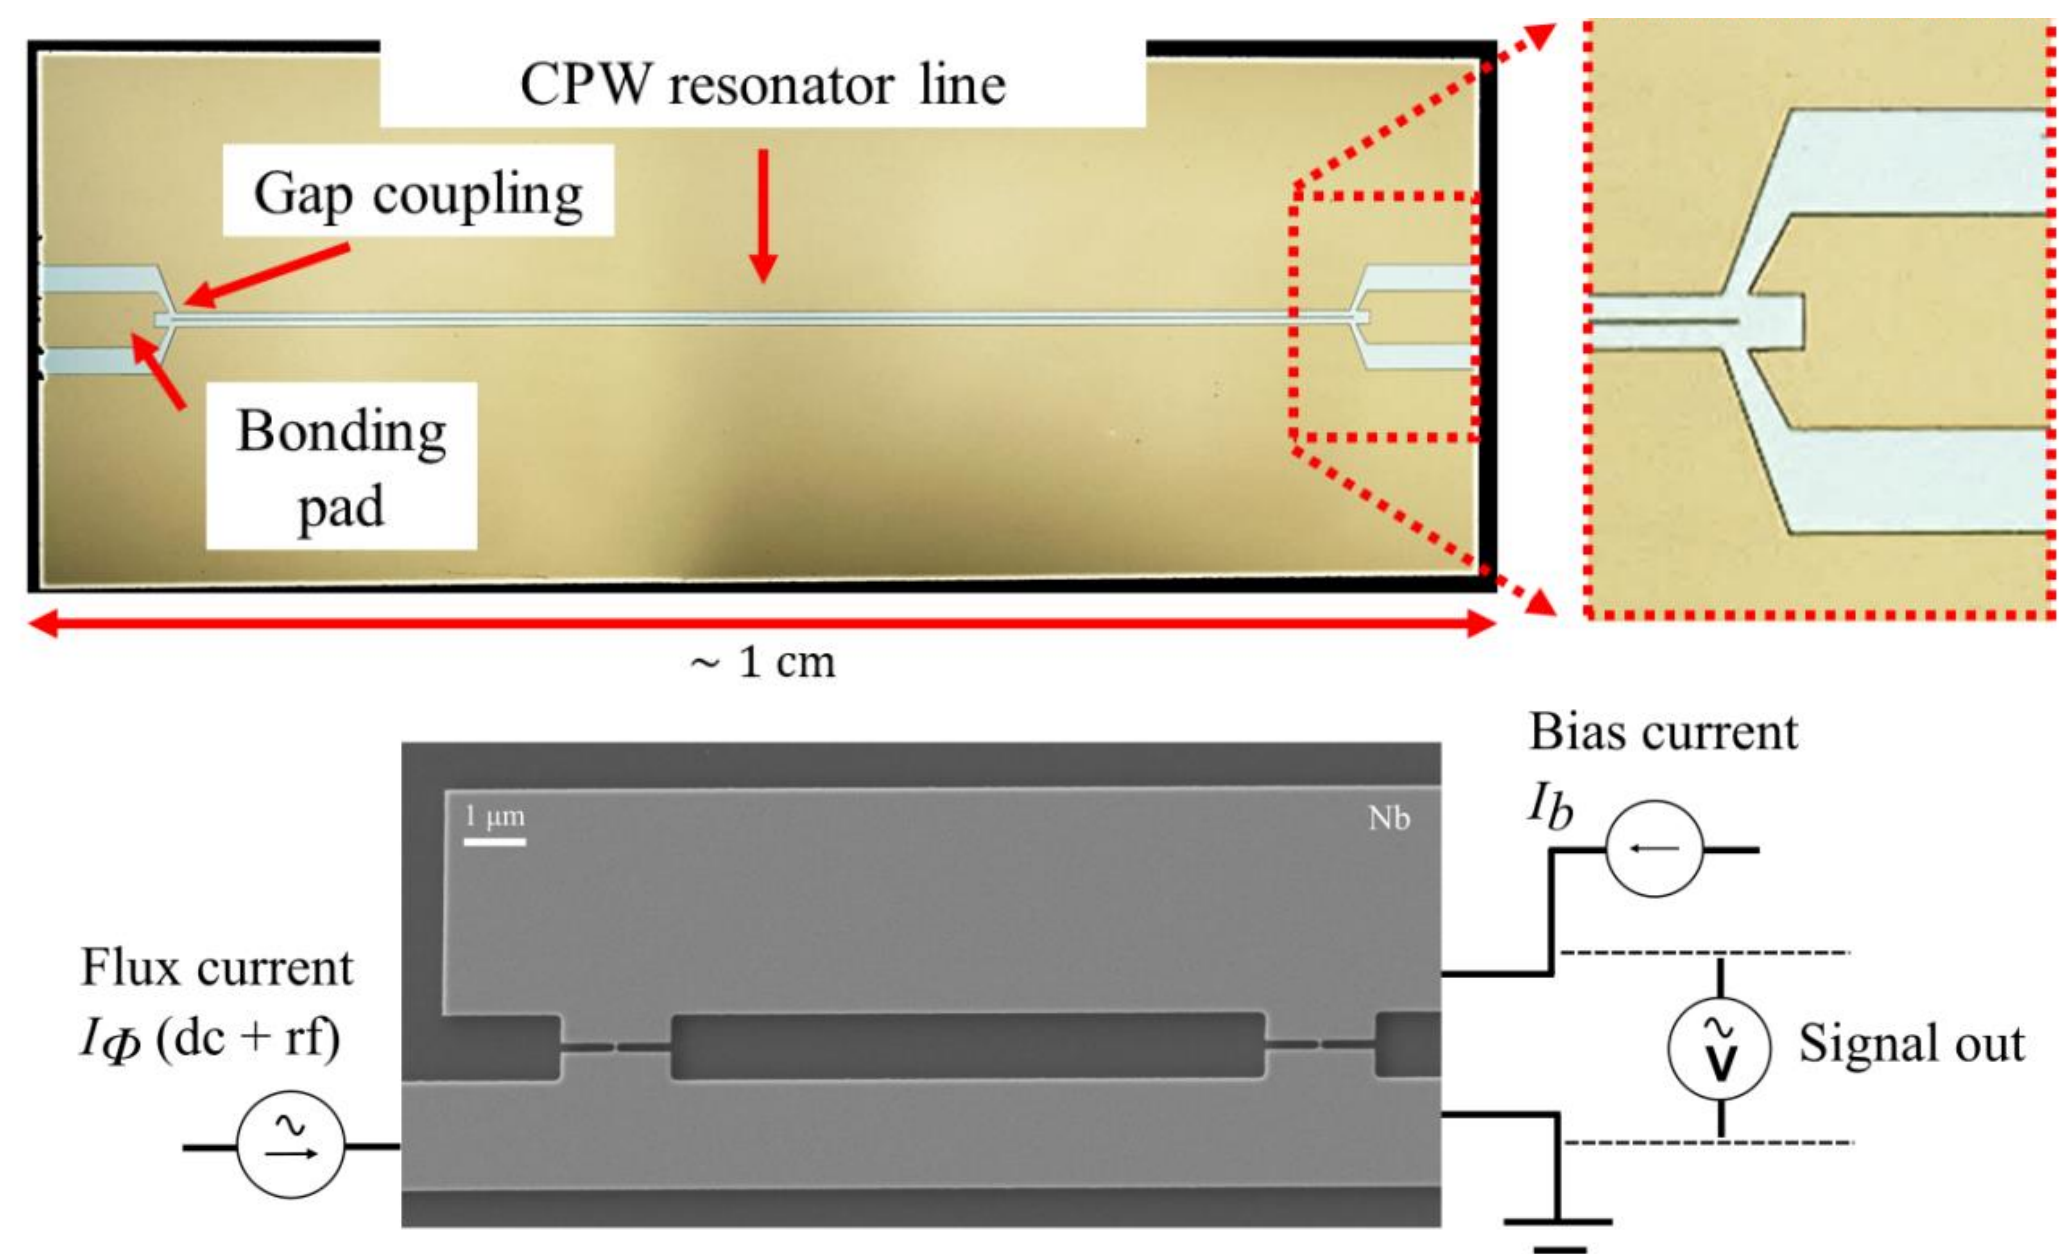 CPW resonator line
Gap coupling
Bonding
pad
~ 1 cm
Bias current
I_b
1 μm
Nb
Flux current
I_Φ (dc + rf)
V
Signal out